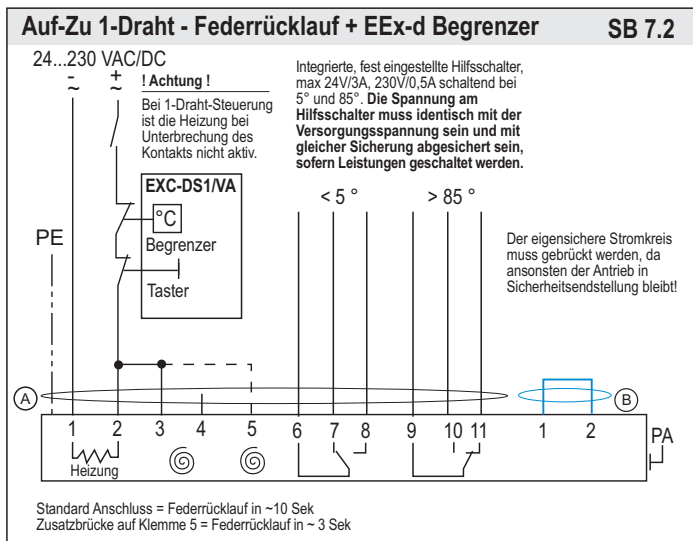 Auf-Zu 1-Draht - Federrücklauf + EEx-d Begrenzer
SB 7.2
24...230 VAC/DC
- +
~ ~
! Achtung !
Bei 1-Draht-Steuerung
ist die Heizung bei
Unterbrechung des
Kontakts nicht aktiv.
Integrierte, fest eingestellte Hilfsschalter,
max 24V/3A, 230V/0,5A schaltend bei
5° und 85°. Die Spannung am
Hilfsschalter muss identisch mit der
Versorgungsspannung sein und mit
gleicher Sicherung abgesichert sein,
sofern Leistungen geschaltet werden.
EXC-DS1/VA
°C
Begrenzer
Taster
PE
< 5 °
> 85 °
Der eigensichere Stromkreis
muss gebrückt werden, da
ansonsten der Antrieb in
Sicherheitsendstellung bleibt!
A
B
1 2 3 4 5 6 7 8 9 10 11 1 2
PA
Heizung
Standard Anschluss = Federrücklauf in ~10 Sek
Zusatzbrücke auf Klemme 5 = Federrücklauf in ~ 3 Sek